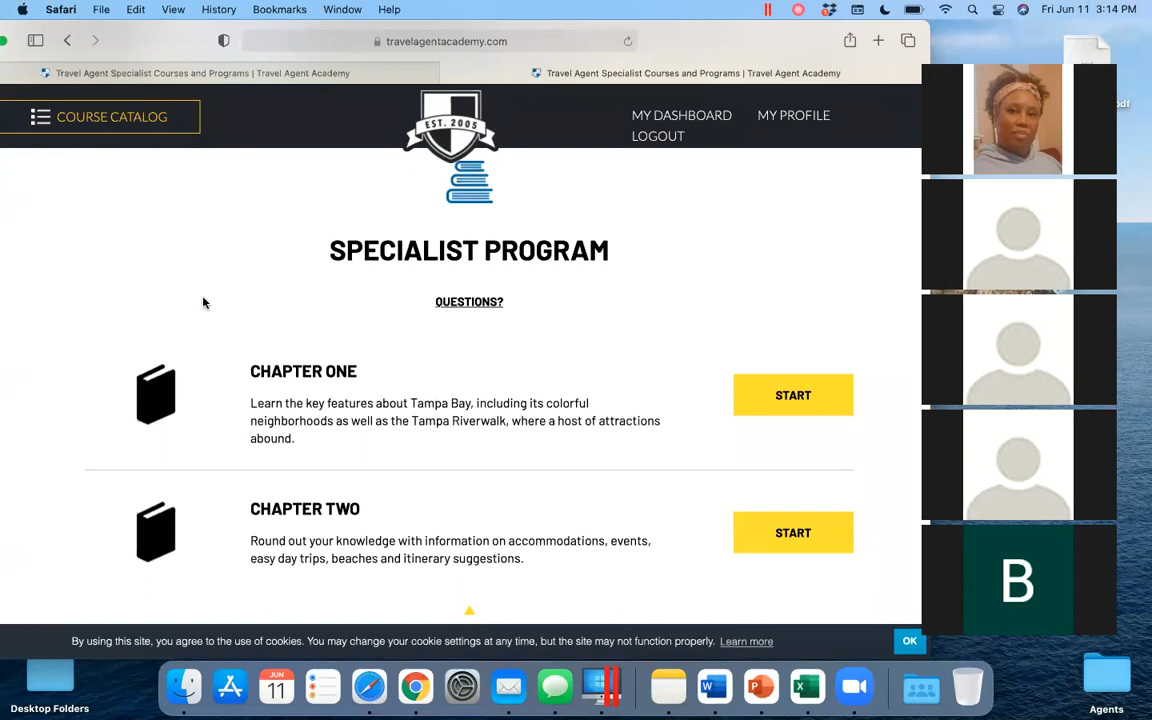 Safari File Edit View History Bookmarks Window Help Fri Jun 11 3:14 PM
travelagentacademy.com
Travel Agent Specialist Courses and Programs | Travel Agent Academy
Travel Agent Specialist Courses and Programs | Travel Agent Academy
COURSE CATALOG
EST. 2005
MY DASHBOARD MY PROFILE
LOGOUT
SPECIALIST PROGRAM
QUESTIONS?
CHAPTER ONE
Learn the key features about Tampa Bay, including its colorful
neighborhoods as well as the Tampa Riverwalk, where a host of attractions
abound.
START
CHAPTER TWO
Round out your knowledge with information on accommodations, events,
easy day trips, beaches and itinerary suggestions.
START
By using this site, you agree to the use of cookies. You may change your cookie settings at any time, but the site may not function properly. Learn more
OK
B
JUN
11
W
P
X
Desktop Folders
Agents